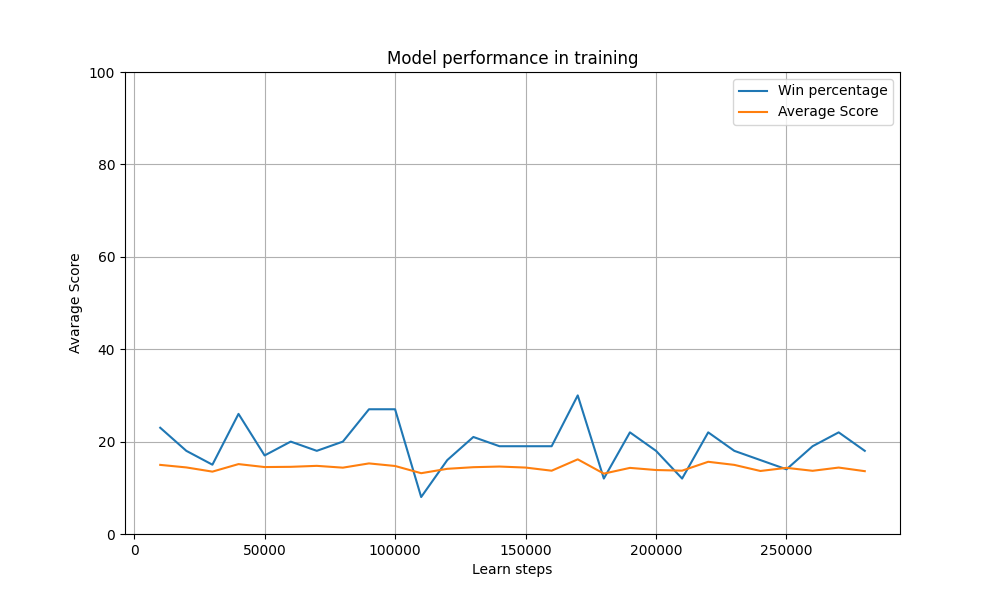 Model performance in training
Win percentage
Average Score
100
80
60
40
20
0
Avarage Score
0
50000
100000
150000
200000
250000
Learn steps